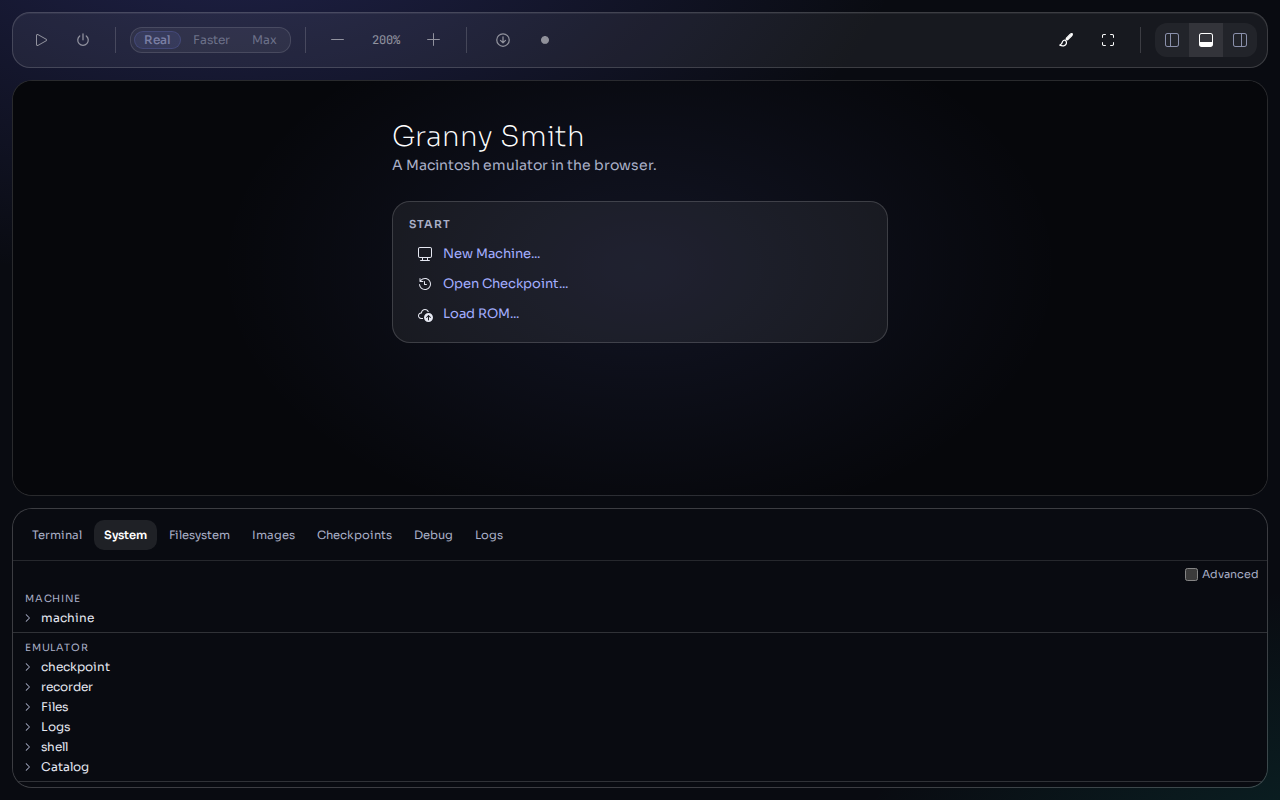 Real Faster Max 200%
Granny Smith
A Macintosh emulator in the browser.
START
New Machine...
Open Checkpoint...
Load ROM...
Terminal System Filesystem Images Checkpoints Debug Logs
Advanced
MACHINE
machine
EMULATOR
checkpoint
recorder
Files
Logs
shell
Catalog